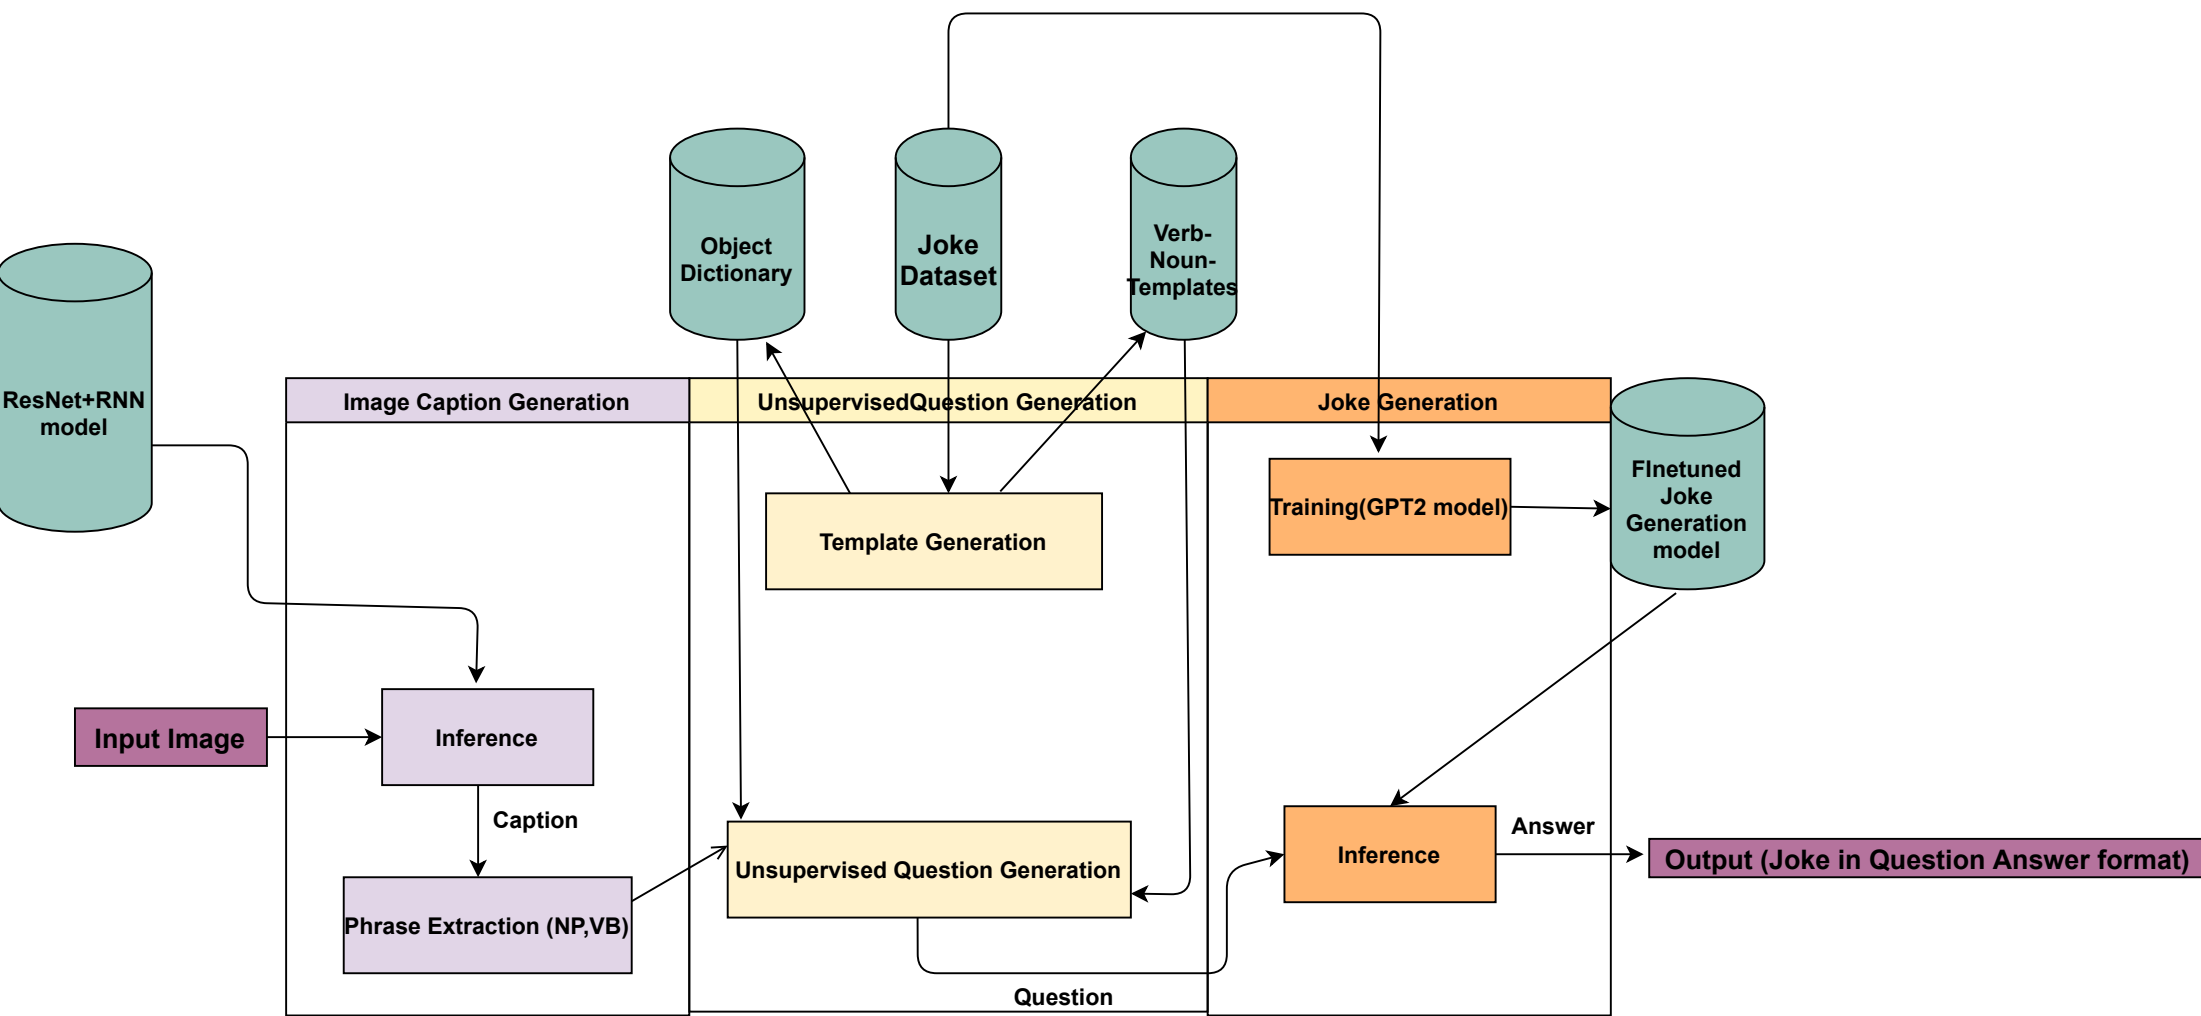 Object
Dictionary
Joke
Dataset
Verb-
Noun-
Templates
ResNet+RNN
model
Image Caption Generation
UnsupervisedQuestion Generation
Joke Generation
FInetuned
Joke
Generation
model
Training(GPT2 model)
Template Generation
Input Image
Inference
Caption
Phrase Extraction (NP,VB)
Unsupervised Question Generation
Question
Inference
Answer
Output (Joke in Question Answer format)